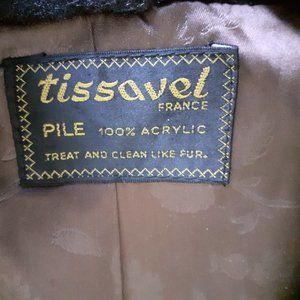 tissavel
FRANCE
PILE 100% ACRYLIC
TREAT AND CLEAN LIKE FUR.